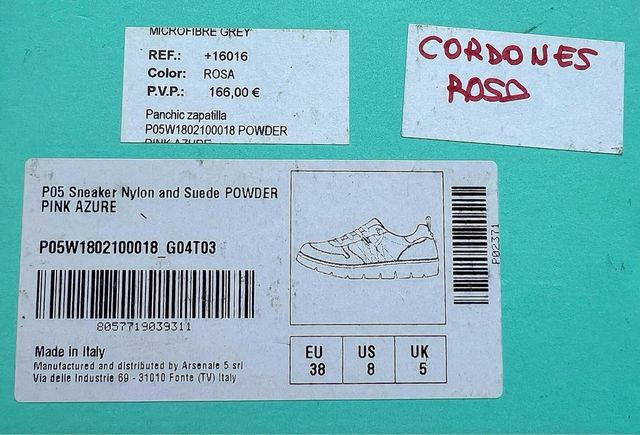 MICROFIBRE GREY
REF.: +16016
Color: ROSA
P.V.P.: 166,00 €
Panchic zapatilla
P05W1802100018 POWDER
PINK AZURE
CORDONES
ROSA
P05 Sneaker Nylon and Suede POWDER
PINK AZURE
P05W1802100018_G04T03
8057719039311
Made in Italy
Manufactured and distributed by Arsenale 5 srl
Via delle Industrie 69 - 31010 Fonte (TV) Italy
EU 38
US 8
UK 5
P02371